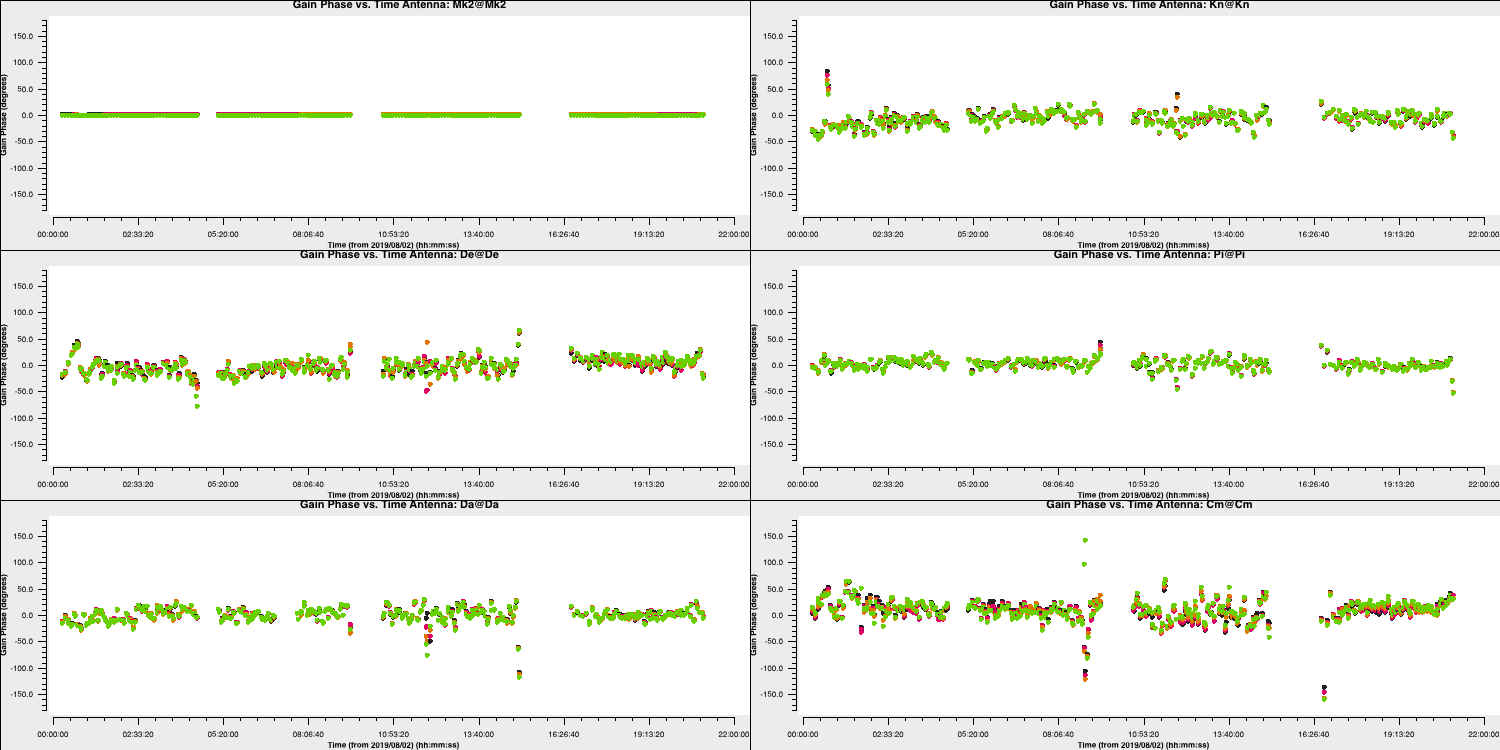 Gain Phase vs. Time Antenna: Mk2@Mk2
Gain Phase (degrees)
150.0
100.0
50.0
0.0
-50.0
-100.0
-150.0
00:00:00 02:33:20 05:20:00 08:06:40 10:53:20 13:40:00 16:26:40 19:13:20 22:00:00
Time (from 2019/08/02) (hh:mm:ss)
Gain Phase vs. Time Antenna: Kn@Kn
Gain Phase (degrees)
150.0
100.0
50.0
0.0
-50.0
-100.0
-150.0
00:00:00 02:33:20 05:20:00 08:06:40 10:53:20 13:40:00 16:26:40 19:13:20 22:00:00
Time (from 2019/08/02) (hh:mm:ss)
Gain Phase vs. Time Antenna: De@De
Gain Phase (degrees)
150.0
100.0
50.0
0.0
-50.0
-100.0
-150.0
00:00:00 02:33:20 05:20:00 08:06:40 10:53:20 13:40:00 16:26:40 19:13:20 22:00:00
Time (from 2019/08/02) (hh:mm:ss)
Gain Phase vs. Time Antenna: Pi@Pi
Gain Phase (degrees)
150.0
100.0
50.0
0.0
-50.0
-100.0
-150.0
00:00:00 02:33:20 05:20:00 08:06:40 10:53:20 13:40:00 16:26:40 19:13:20 22:00:00
Time (from 2019/08/02) (hh:mm:ss)
Gain Phase vs. Time Antenna: Da@Da
Gain Phase (degrees)
150.0
100.0
50.0
0.0
-50.0
-100.0
-150.0
00:00:00 02:33:20 05:20:00 08:06:40 10:53:20 13:40:00 16:26:40 19:13:20 22:00:00
Time (from 2019/08/02) (hh:mm:ss)
Gain Phase vs. Time Antenna: Cm@Cm
Gain Phase (degrees)
150.0
100.0
50.0
0.0
-50.0
-100.0
-150.0
00:00:00 02:33:20 05:20:00 08:06:40 10:53:20 13:40:00 16:26:40 19:13:20 22:00:00
Time (from 2019/08/02) (hh:mm:ss)